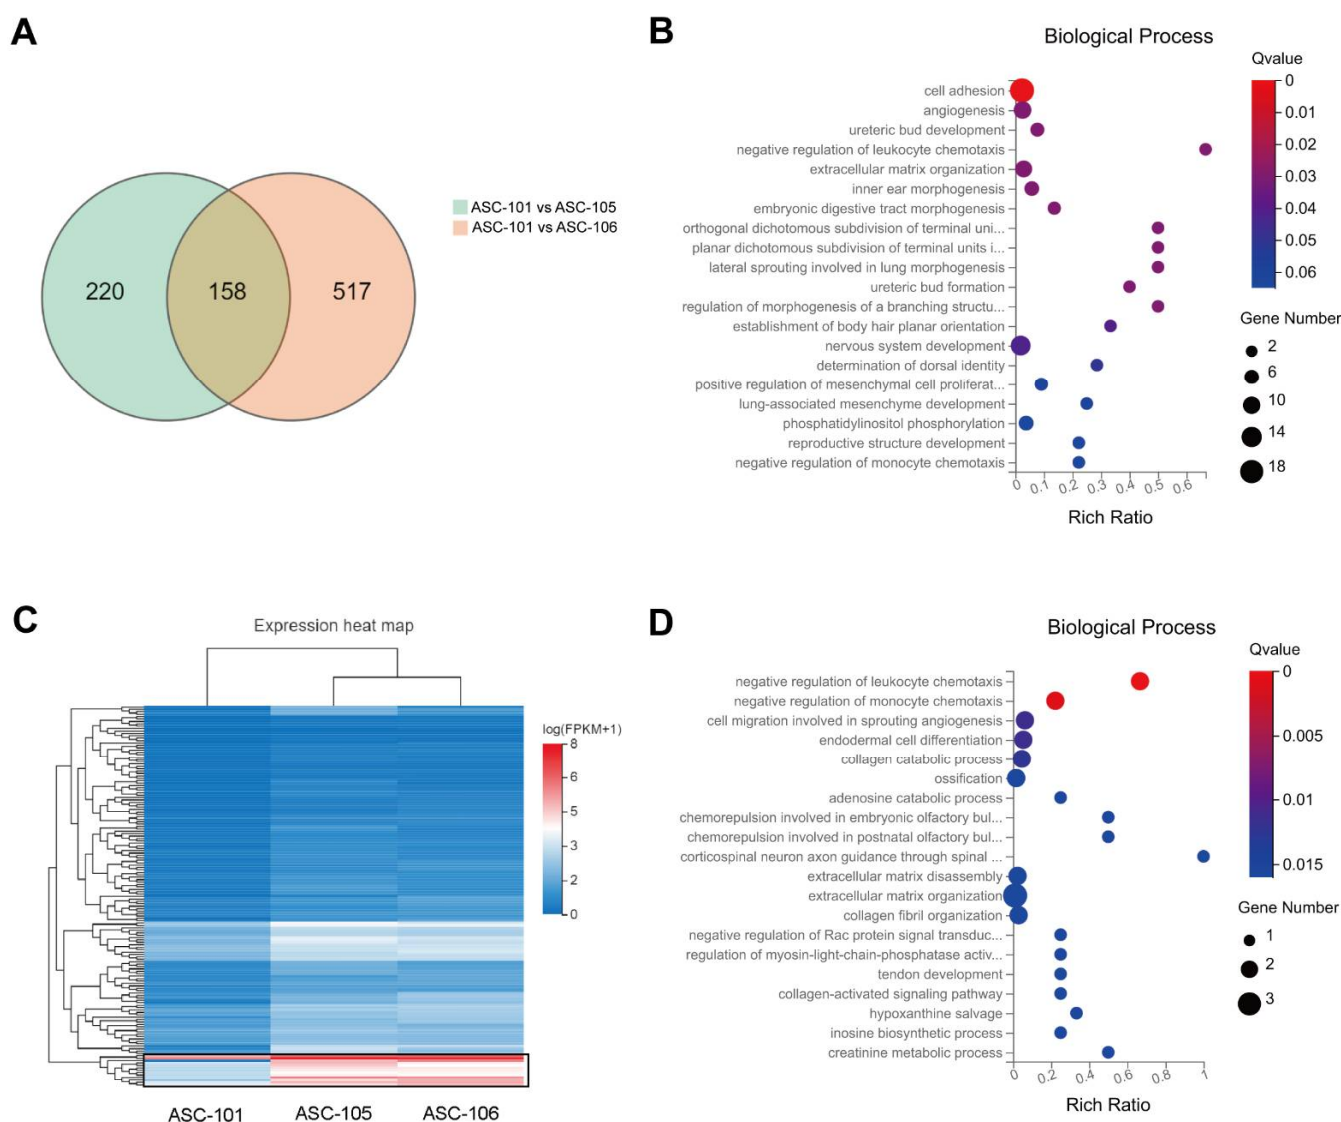 A
220
158
517
ASC-101 vs ASC-105
ASC-101 vs ASC-106
B
Biological Process
cell adhesion
angiogenesis
ureteric bud development
negative regulation of leukocyte chemotaxis
extracellular matrix organization
inner ear morphogenesis
embryonic digestive tract morphogenesis
orthogonal dichotomous subdivision of terminal uni...
planar dichotomous subdivision of terminal units i...
lateral sprouting involved in lung morphogenesis
ureteric bud formation
regulation of morphogenesis of a branching structu...
establishment of body hair planar orientation
nervous system development
determination of dorsal identity
positive regulation of mesenchymal cell proliferat...
lung-associated mesenchyme development
phosphatidylinositol phosphorylation
reproductive structure development
negative regulation of monocyte chemotaxis
0 0.1 0.2 0.3 0.4 0.5 0.6
Rich Ratio
Qvalue
0
0.01
0.02
0.03
0.04
0.05
0.06
Gene Number
2
6
10
14
18
C
Expression heat map
log(FPKM+1)
8
6
5
3
2
0
ASC-101 ASC-105 ASC-106
D
Biological Process
negative regulation of leukocyte chemotaxis
negative regulation of monocyte chemotaxis
cell migration involved in sprouting angiogenesis
endodermal cell differentiation
collagen catabolic process
ossification
adenosine catabolic process
chemorepulsion involved in embryonic olfactory bul...
chemorepulsion involved in postnatal olfactory bul...
corticospinal neuron axon guidance through spinal ...
extracellular matrix disassembly
extracellular matrix organization
collagen fibril organization
negative regulation of Rac protein signal transduc...
regulation of myosin-light-chain-phosphatase activ...
tendon development
collagen-activated signaling pathway
hypoxanthine salvage
inosine biosynthetic process
creatinine metabolic process
0 0.2 0.4 0.6 0.8 1
Rich Ratio
Qvalue
0
0.005
0.01
0.015
Gene Number
1
2
3